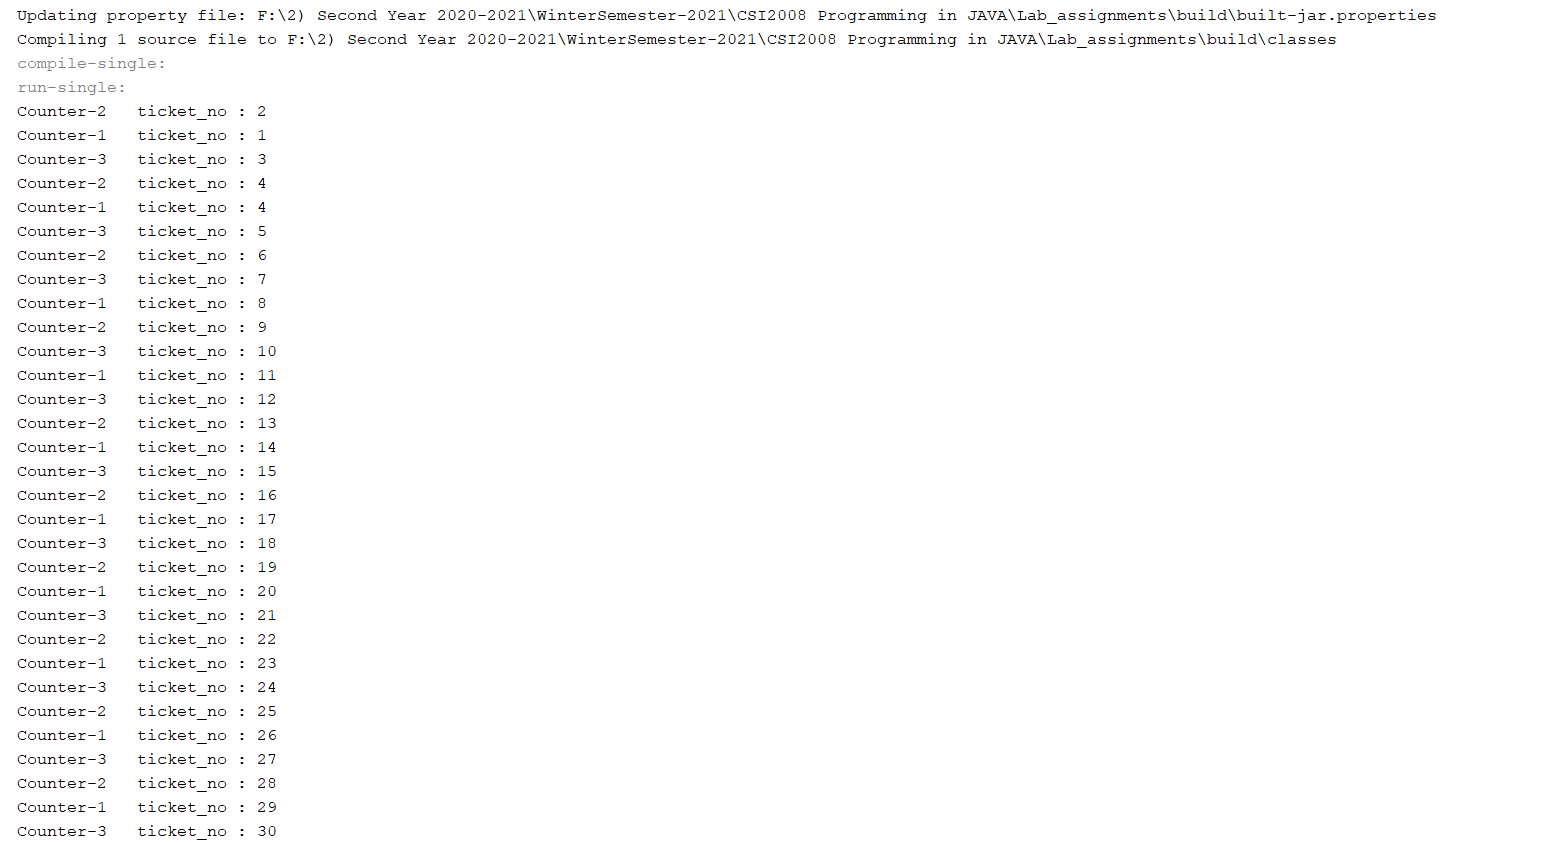 Updating property file: F:\2) Second Year 2020-2021\WinterSemester-2021\CSI2008 Programming in JAVA\Lab_assignments\build\built-jar.properties
Compiling 1 source file to F:\2) Second Year 2020-2021\WinterSemester-2021\CSI2008 Programming in JAVA\Lab_assignments\build\classes
compile-single:
run-single:
Counter-2   ticket_no : 2
Counter-1   ticket_no : 1
Counter-3   ticket_no : 3
Counter-2   ticket_no : 4
Counter-1   ticket_no : 4
Counter-3   ticket_no : 5
Counter-2   ticket_no : 6
Counter-3   ticket_no : 7
Counter-1   ticket_no : 8
Counter-2   ticket_no : 9
Counter-3   ticket_no : 10
Counter-1   ticket_no : 11
Counter-3   ticket_no : 12
Counter-2   ticket_no : 13
Counter-1   ticket_no : 14
Counter-3   ticket_no : 15
Counter-2   ticket_no : 16
Counter-1   ticket_no : 17
Counter-3   ticket_no : 18
Counter-2   ticket_no : 19
Counter-1   ticket_no : 20
Counter-3   ticket_no : 21
Counter-2   ticket_no : 22
Counter-1   ticket_no : 23
Counter-3   ticket_no : 24
Counter-2   ticket_no : 25
Counter-1   ticket_no : 26
Counter-3   ticket_no : 27
Counter-2   ticket_no : 28
Counter-1   ticket_no : 29
Counter-3   ticket_no : 30